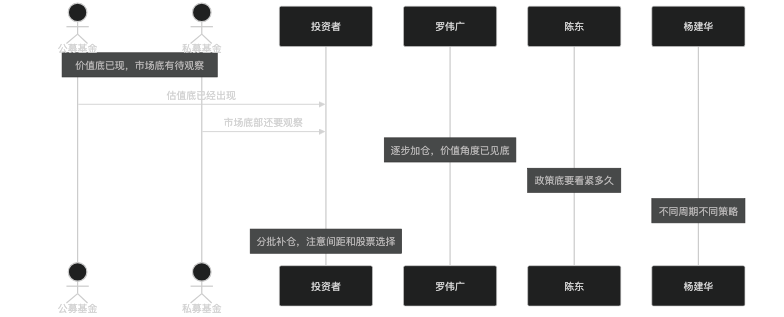 投资者
罗伟广
陈东
杨建华
公募基金
私募基金
价值底已现，市场底有待观察
估值底已经出现
市场底部还要观察
逐步加仓，价值角度已见底
政策底要看紧多久
不同周期不同策略
分批补仓，注意间距和股票选择
投资者
罗伟广
陈东
杨建华
公募基金
私募基金